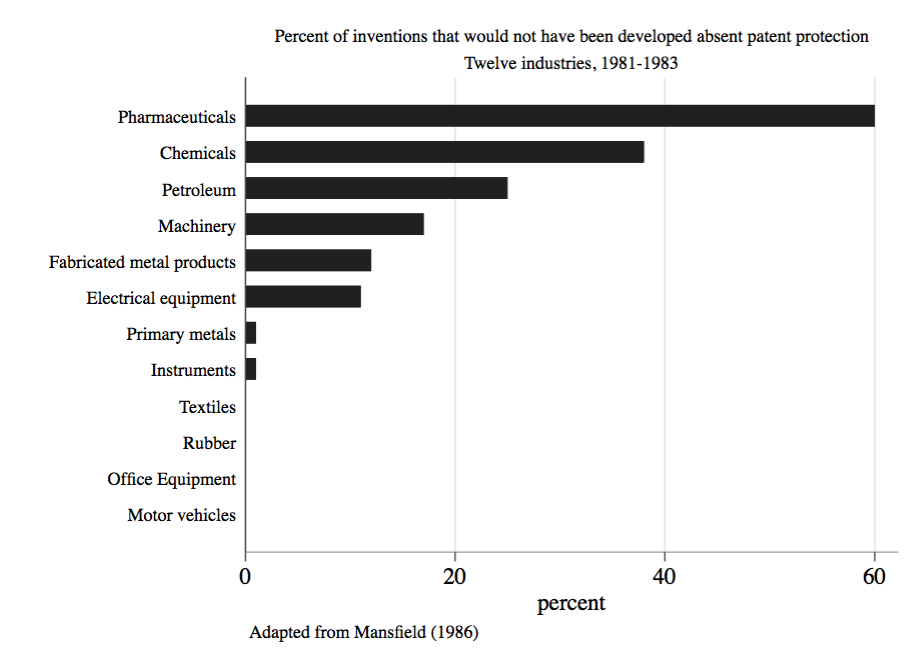 Percent of inventions that would not have been developed absent patent protection
Twelve industries, 1981-1983
Pharmaceuticals
Chemicals
Petroleum
Machinery
Fabricated metal products
Electrical equipment
Primary metals
Instruments
Textiles
Rubber
Office Equipment
Motor vehicles
0 20 40 60
percent
Adapted from Mansfield (1986)